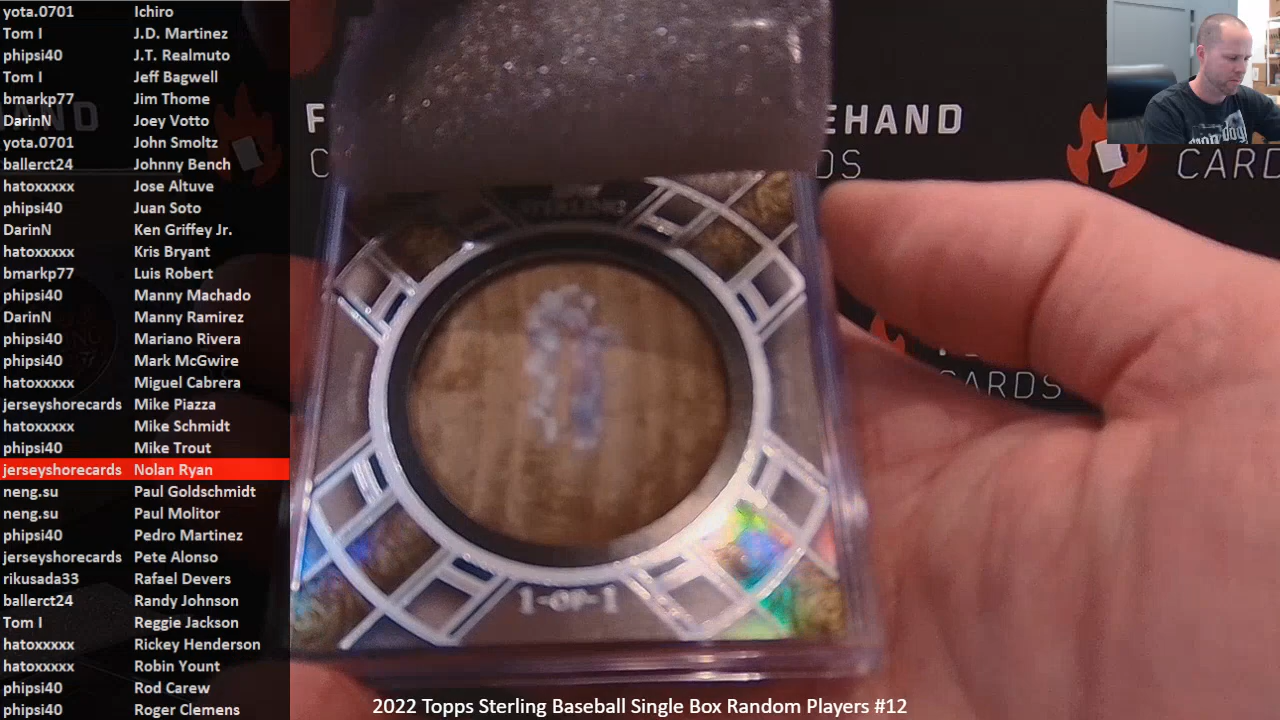 yota.0701 Ichiro
Tom I J.D. Martinez
phipsi40 J.T. Realmuto
Tom I Jeff Bagwell
bmarkp77 Jim Thome
DarinN Joey Votto
yota.0701 John Smoltz
ballerct24 Johnny Bench
hatoxxxxx Jose Altuve
phipsi40 Juan Soto
DarinN Ken Griffey Jr.
hatoxxxxx Kris Bryant
bmarkp77 Luis Robert
phipsi40 Manny Machado
DarinN Manny Ramirez
phipsi40 Mariano Rivera
phipsi40 Mark McGwire
hatoxxxxx Miguel Cabrera
jerseyshorecards Mike Piazza
hatoxxxxx Mike Schmidt
phipsi40 Mike Trout
jerseyshorecards Nolan Ryan
neng.su Paul Goldschmidt
neng.su Paul Molitor
phipsi40 Pedro Martinez
jerseyshorecards Pete Alonso
rikusada33 Rafael Devers
ballerct24 Randy Johnson
Tom I Reggie Jackson
hatoxxxxx Rickey Henderson
hatoxxxxx Robin Yount
phipsi40 Rod Carew
phipsi40 Roger Clemens
EHAND
CARD
CARDS
1-OF-1
2022 Topps Sterling Baseball Single Box Random Players #12